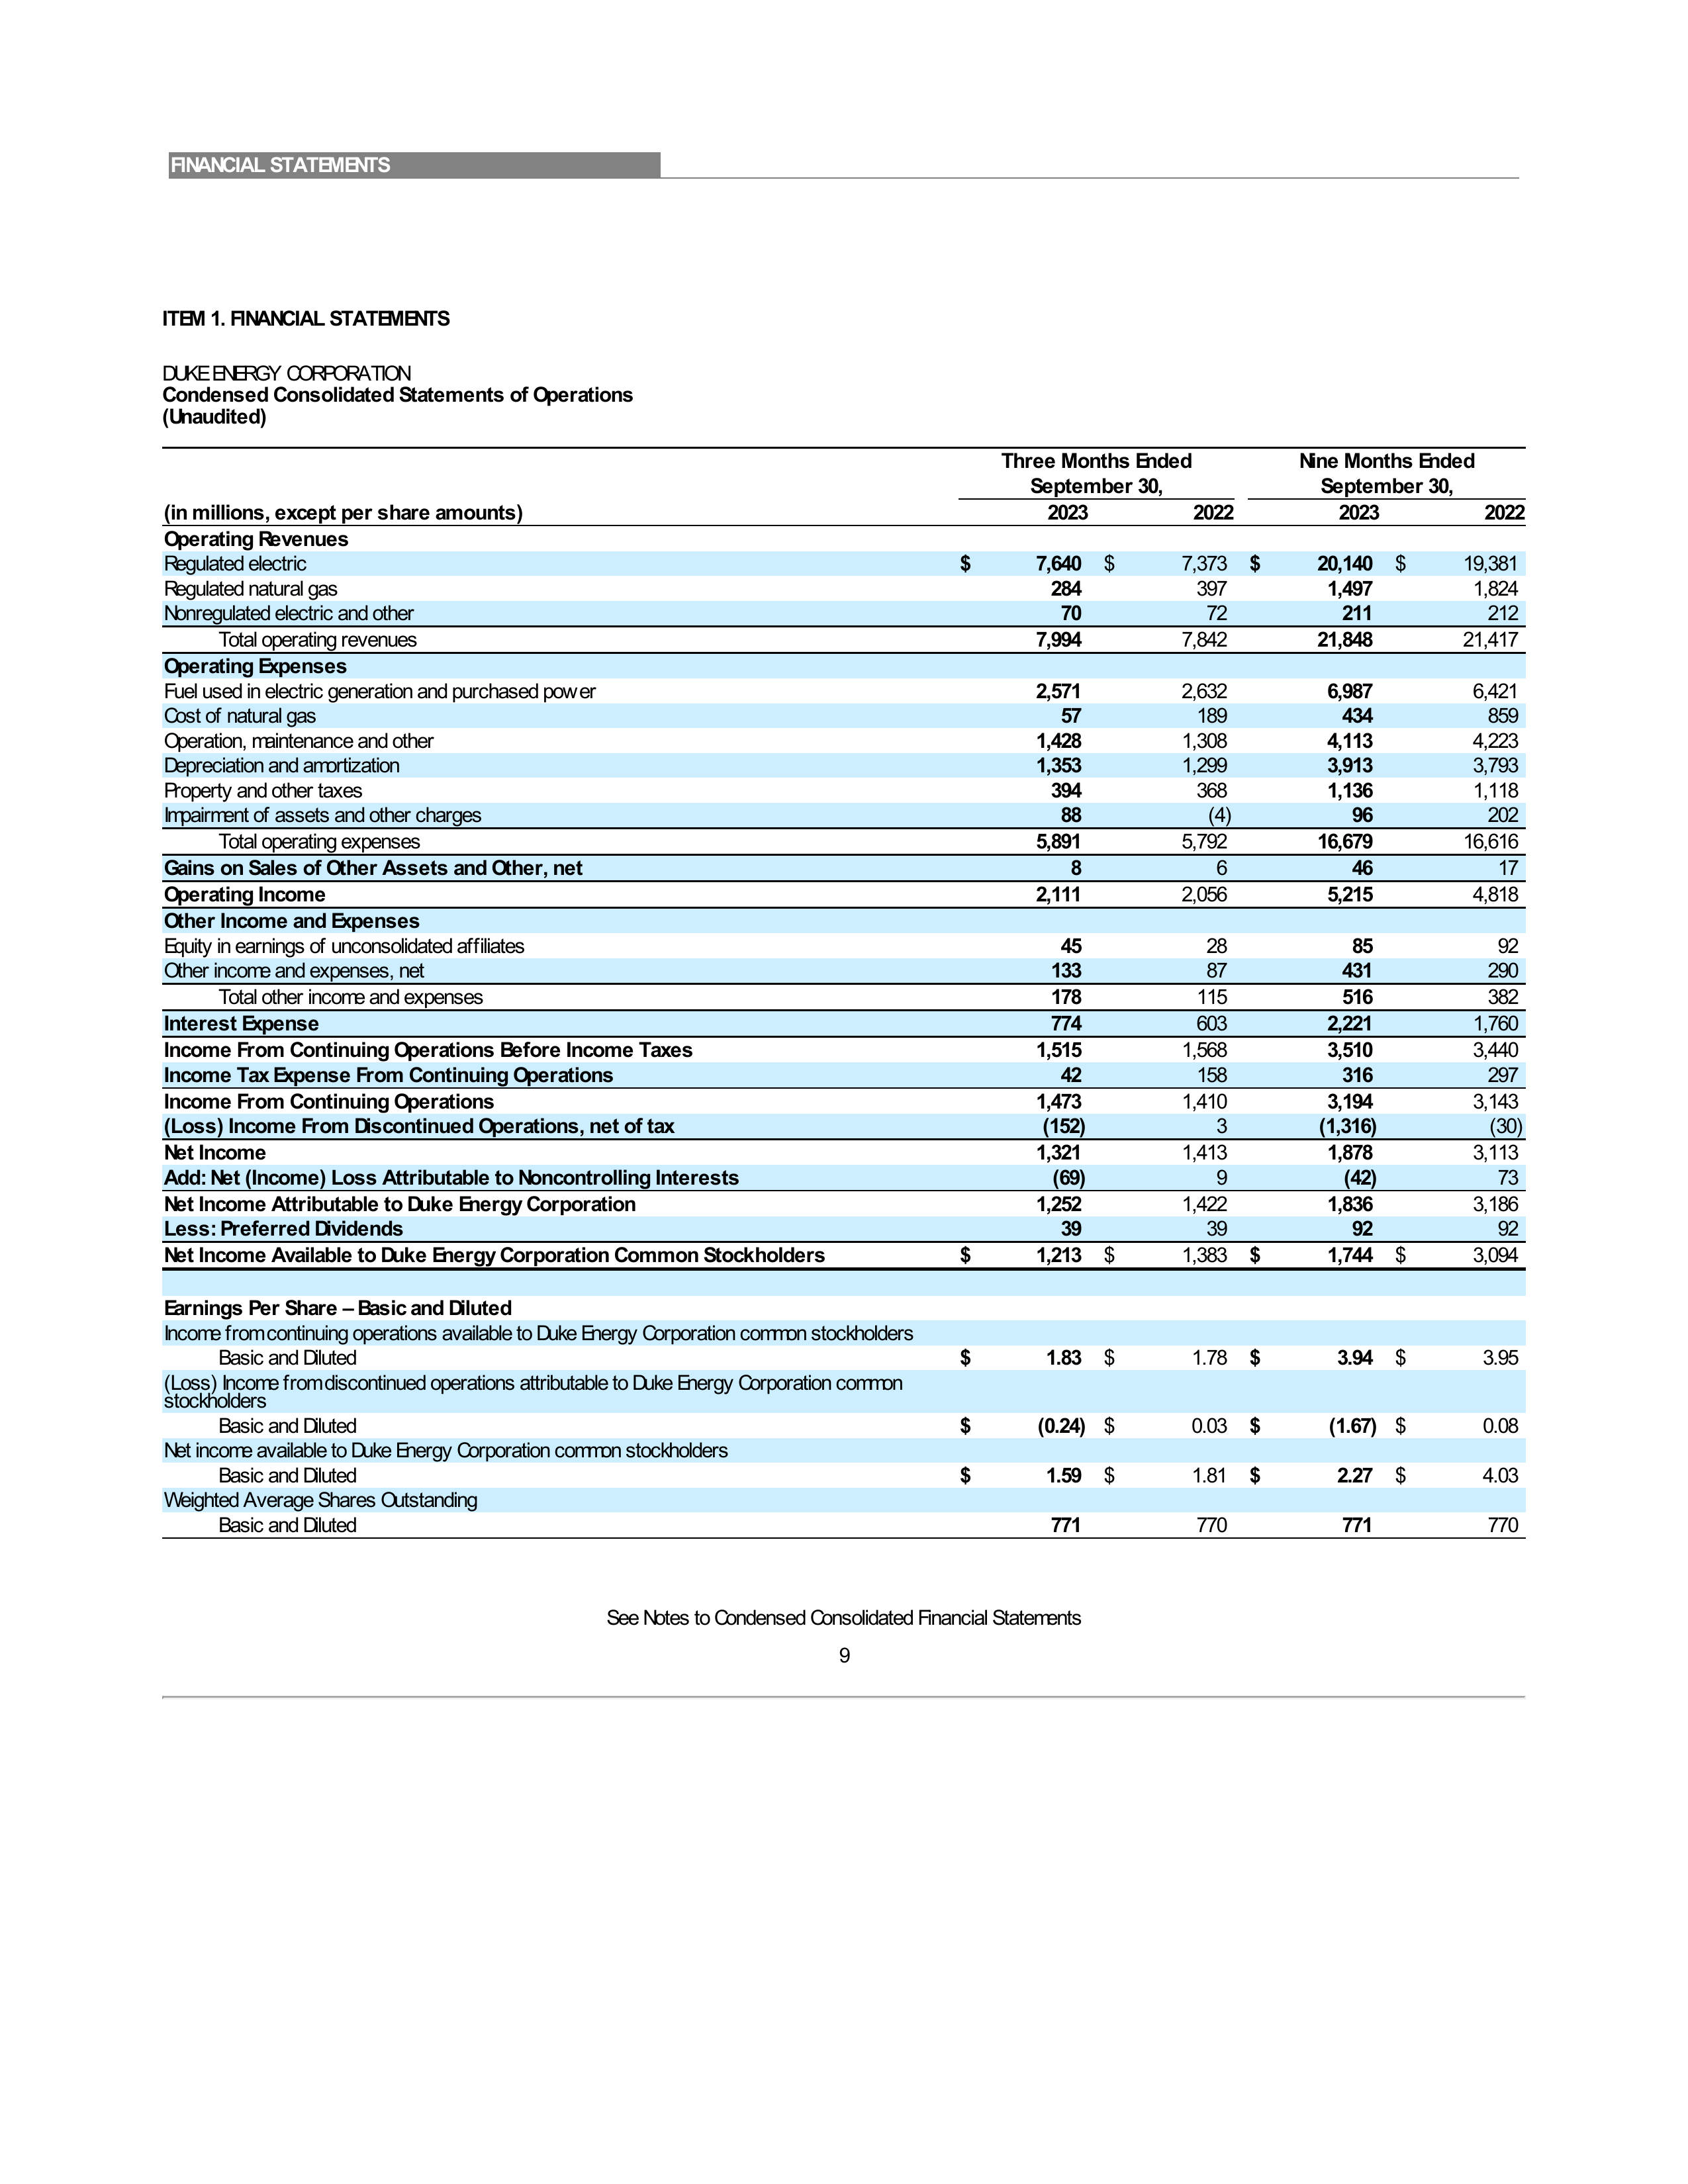 FINANCIAL STATEMENTS
ITEM 1. FINANCIAL STATEMENTS
DUKE ENERGY CORPORATION
Condensed Consolidated Statements of Operations
(Unaudited)
Three Months Ended Nine Months Ended
September 30, September 30,
(in millions, except per share amounts) 2023 2022 2023 2022
Operating Revenues
Regulated electric $ 7,640 $ 7,373 $ 20,140 $ 19,381
Regulated natural gas 284 397 1,497 1,824
Nonregulated electric and other 70 72 211 212
Total operating revenues 7,994 7,842 21,848 21,417
Operating Expenses
Fuel used in electric generation and purchased power 2,571 2,632 6,987 6,421
Cost of natural gas 57 189 434 859
Operation, maintenance and other 1,428 1,308 4,113 4,223
Depreciation and amortization 1,353 1,299 3,913 3,793
Property and other taxes 394 368 1,136 1,118
Impairment of assets and other charges 88 (4) 96 202
Total operating expenses 5,891 5,792 16,679 16,616
Gains on Sales of Other Assets and Other, net 8 6 46 17
Operating Income 2,111 2,056 5,215 4,818
Other Income and Expenses
Equity in earnings of unconsolidated affiliates 45 28 85 92
Other income and expenses, net 133 87 431 290
Total other income and expenses 178 115 516 382
Interest Expense 774 603 2,221 1,760
Income From Continuing Operations Before Income Taxes 1,515 1,568 3,510 3,440
Income Tax Expense From Continuing Operations 42 158 316 297
Income From Continuing Operations 1,473 1,410 3,194 3,143
(Loss) Income From Discontinued Operations, net of tax (152) 3 (1,316) (30)
Net Income 1,321 1,413 1,878 3,113
Add: Net (Income) Loss Attributable to Noncontrolling Interests (69) 9 (42) 73
Net Income Attributable to Duke Energy Corporation 1,252 1,422 1,836 3,186
Less: Preferred Dividends 39 39 92 92
Net Income Available to Duke Energy Corporation Common Stockholders $ 1,213 $ 1,383 $ 1,744 $ 3,094
Earnings Per Share – Basic and Diluted
Income from continuing operations available to Duke Energy Corporation common stockholders
Basic and Diluted $ 1.83 $ 1.78 $ 3.94 $ 3.95
(Loss) Income from discontinued operations attributable to Duke Energy Corporation common
stockholders
Basic and Diluted $ (0.24) $ 0.03 $ (1.67) $ 0.08
Net income available to Duke Energy Corporation common stockholders
Basic and Diluted $ 1.59 $ 1.81 $ 2.27 $ 4.03
Weighted Average Shares Outstanding
Basic and Diluted 771 770 771 770
See Notes to Condensed Consolidated Financial Statements
9